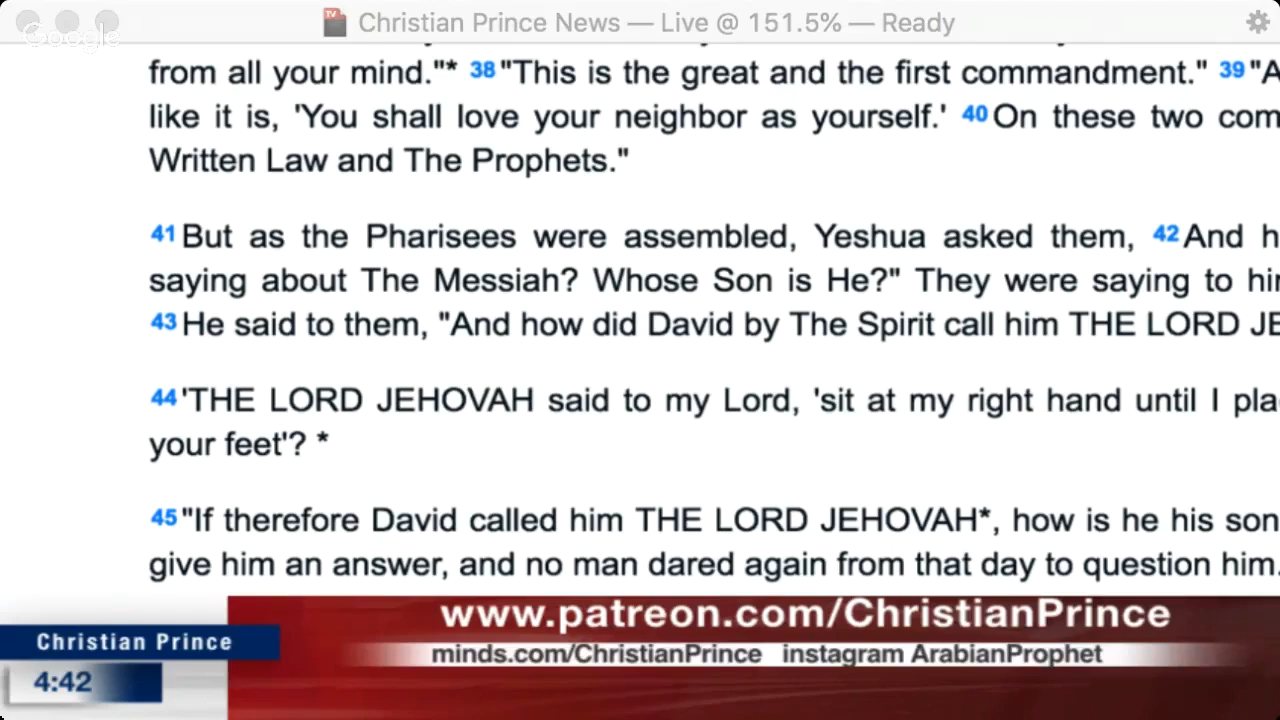 Christian Prince News — Live @ 151.5% — Ready
Google
from all your mind."* 38 "This is the great and the first commandment." 39 "A
like it is, 'You shall love your neighbor as yourself.' 40 On these two com
Written Law and The Prophets."
41 But as the Pharisees were assembled, Yeshua asked them, 42 And h
saying about The Messiah? Whose Son is He?" They were saying to hi
43 He said to them, "And how did David by The Spirit call him THE LORD JE
44 'THE LORD JEHOVAH said to my Lord, 'sit at my right hand until I pla
your feet'? *
45 "If therefore David called him THE LORD JEHOVAH*, how is he his son
give him an answer, and no man dared again from that day to question him.
www.patreon.com/ChristianPrince
Christian Prince
minds.com/ChristianPrince instagram ArabianProphet
4:42